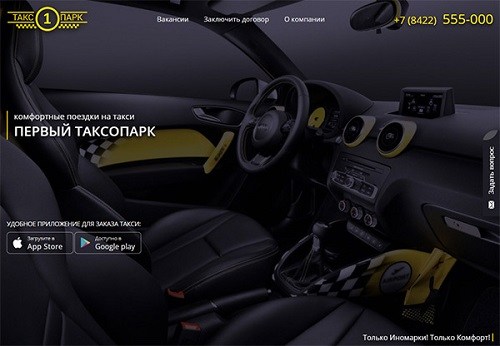 ТАКС 1 ПАРК
Вакансии Заключить договор О компании
+7 (8422) 555-000
комфортные поездки на такси
ПЕРВЫЙ ТАКСОПАРК
Задать вопрос
УДОБНОЕ ПРИЛОЖЕНИЕ ДЛЯ ЗАКАЗА ТАКСИ:
Загрузите в
App Store
Доступно в
Google play
Только Иномарки! Только Комфорт!